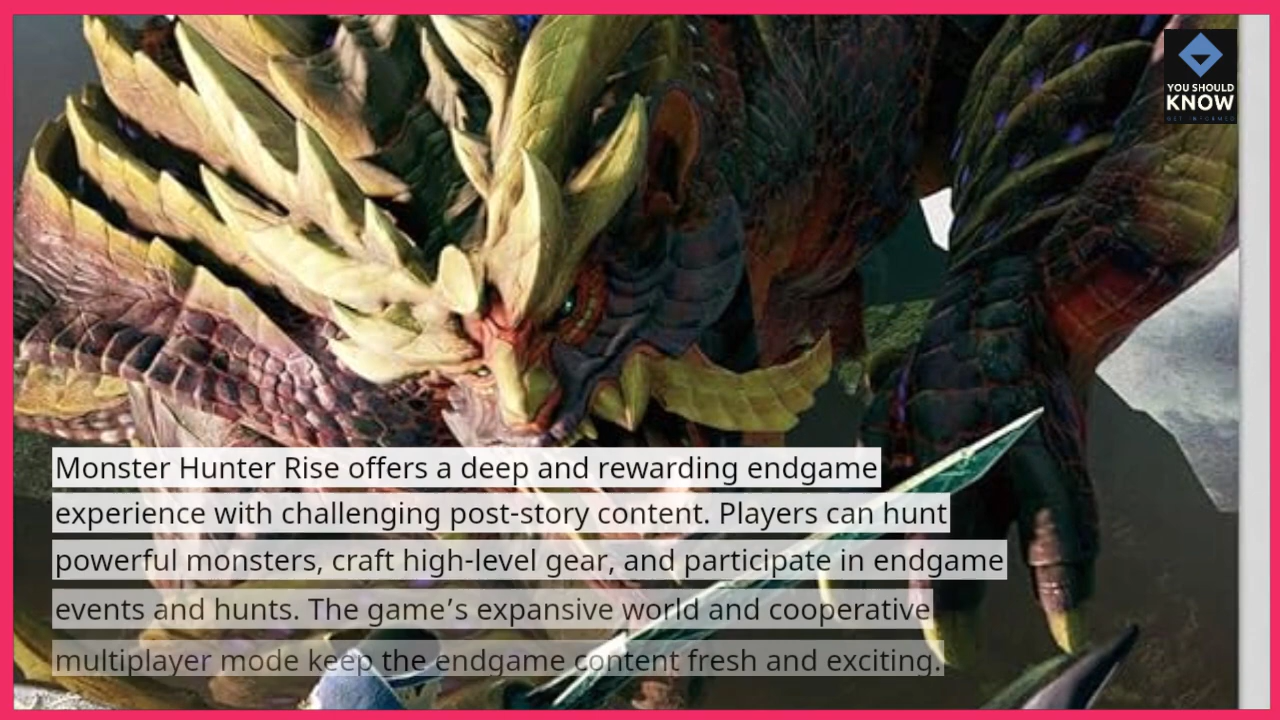 YOU SHOULD
KNOW
GET INFORMED
Monster Hunter Rise offers a deep and rewarding endgame
experience with challenging post-story content. Players can hunt
powerful monsters, craft high-level gear, and participate in endgame
events and hunts. The game’s expansive world and cooperative
multiplayer mode keep the endgame content fresh and exciting.